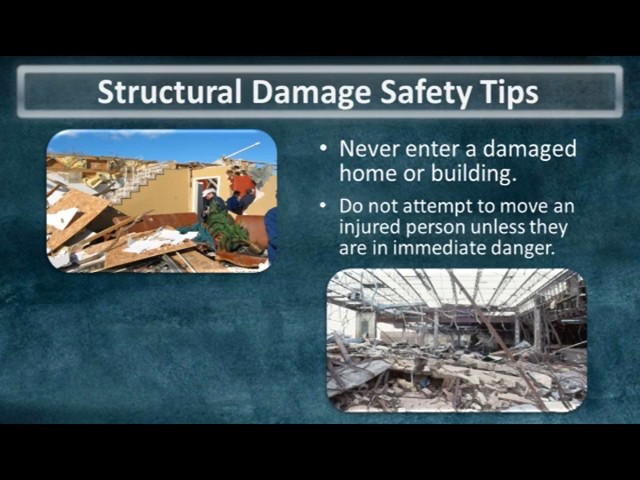 Structural Damage Safety Tips
• Never enter a damaged
home or building.
• Do not attempt to move an
injured person unless they
are in immediate danger.